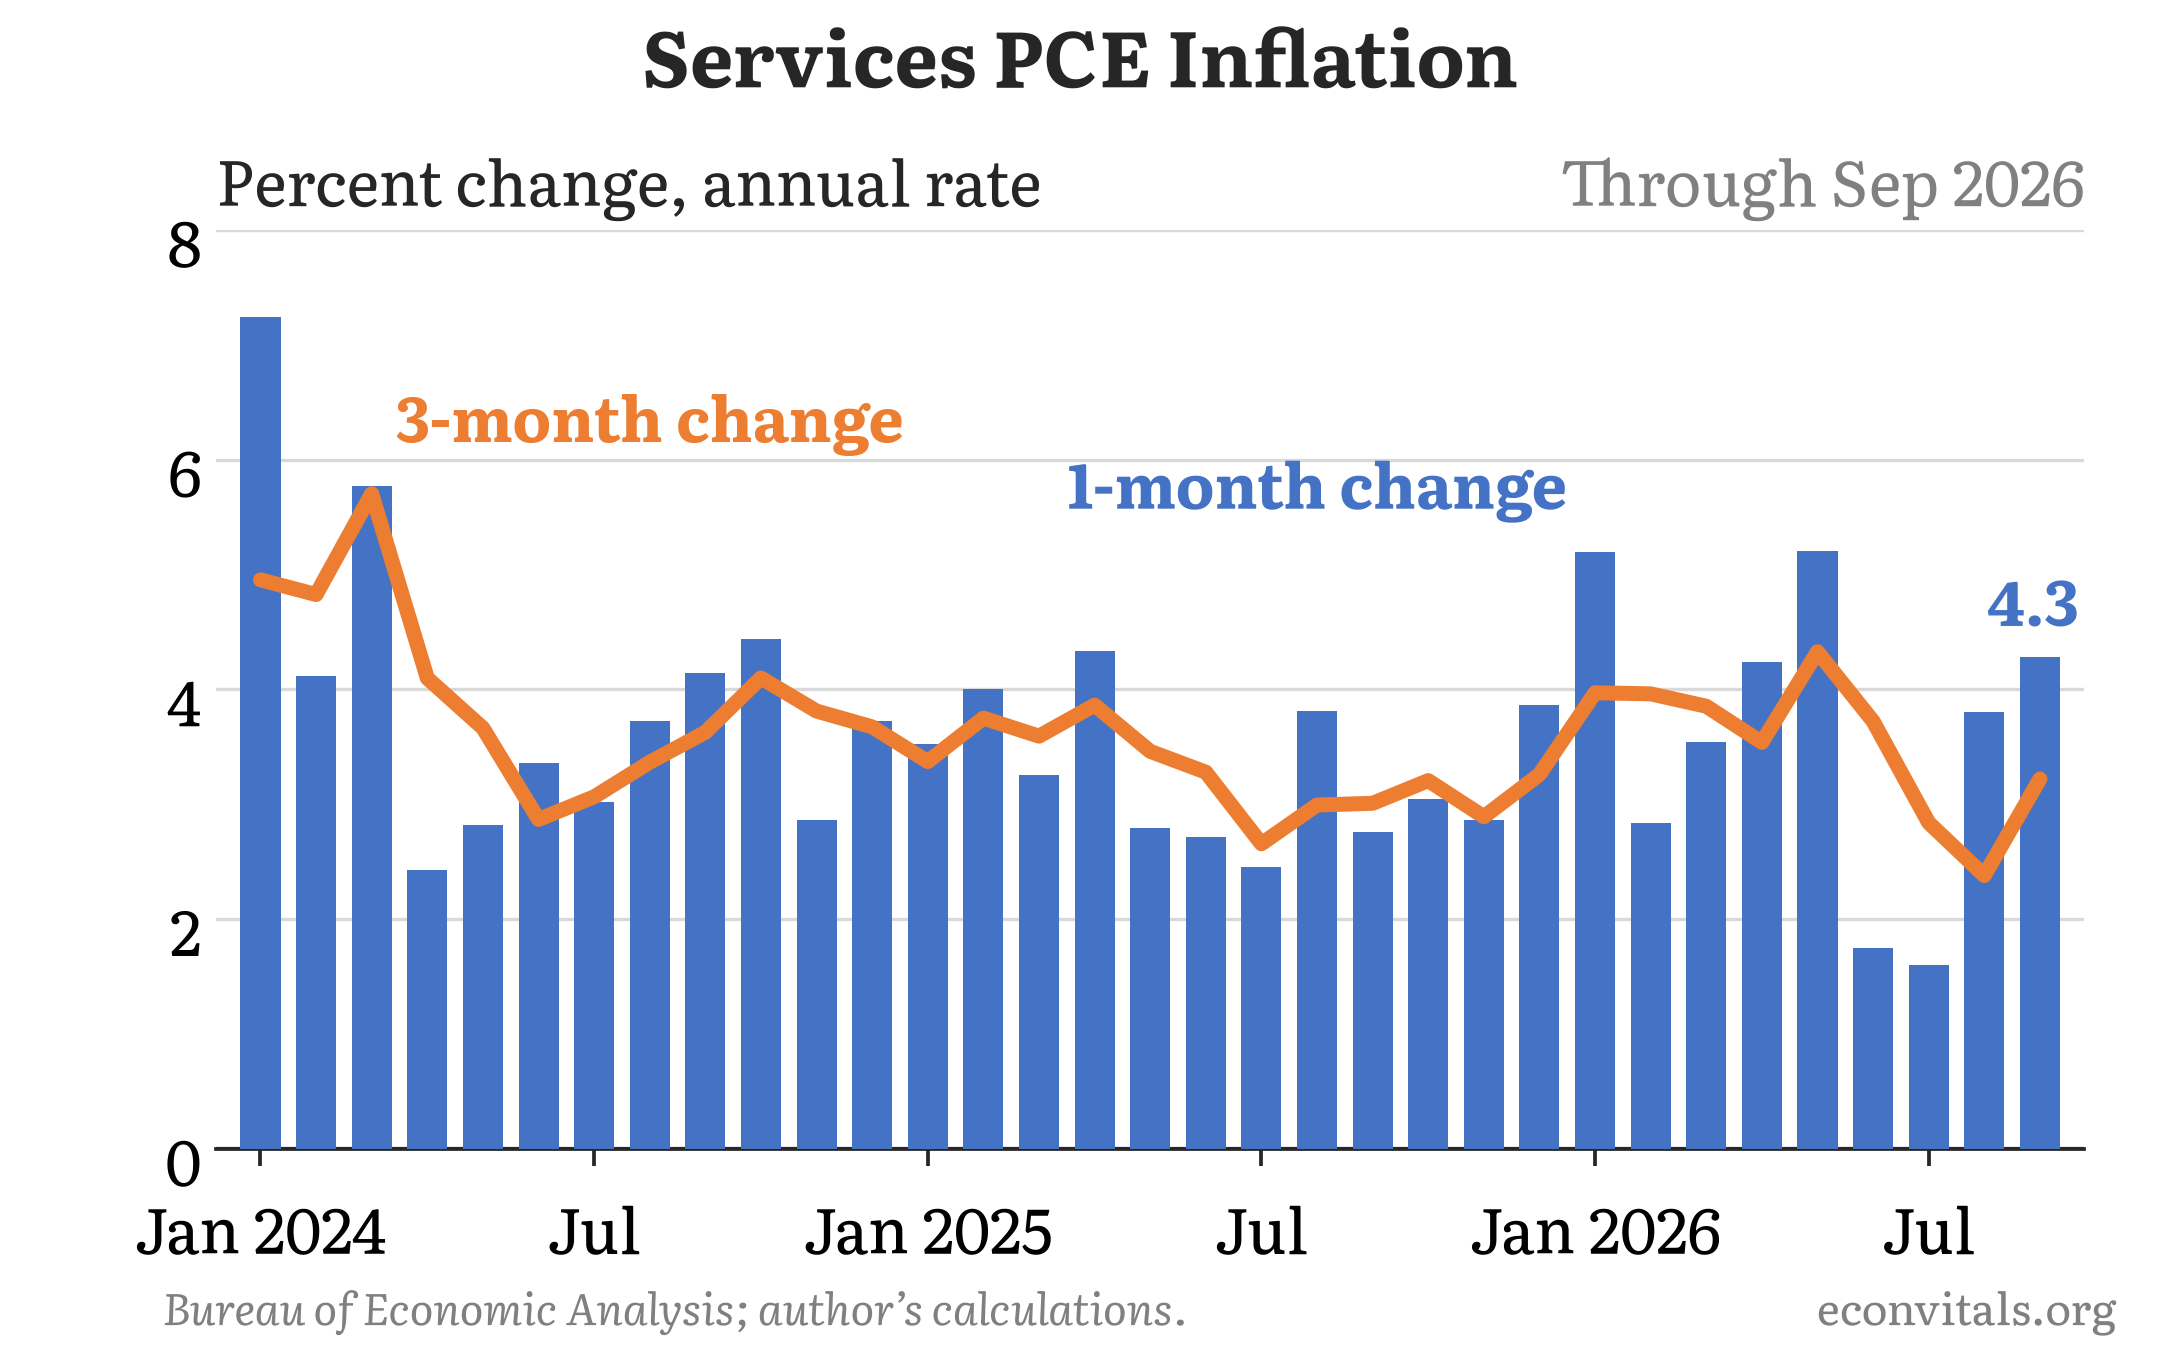 Services PCE Inflation
Percent change, annual rate
Through Sep 2026
8
3-month change
6
1-month change
4.3
4
2
0
Jan 2024 Jul Jan 2025 Jul Jan 2026 Jul
Bureau of Economic Analysis; author’s calculations.
econvitals.org